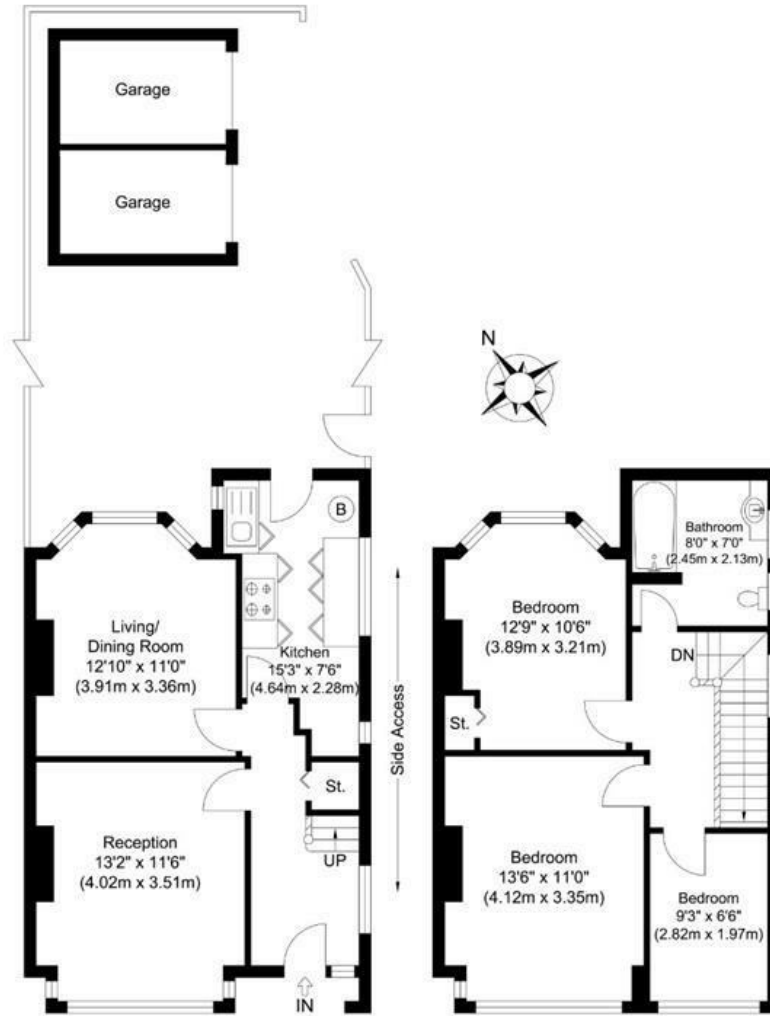 Garage
Garage
N
Living/
Dining Room
12'10" x 11'0"
(3.91m x 3.36m)
B
Kitchen
15'3" x 7'6"
(4.64m x 2.28m)
Side Access
St.
UP
Reception
13'2" x 11'6"
(4.02m x 3.51m)
IN
Bathroom
8'0" x 7'0"
(2.45m x 2.13m)
Bedroom
12'9" x 10'6"
(3.89m x 3.21m)
DN
St.
Bedroom
13'6" x 11'0"
(4.12m x 3.35m)
Bedroom
9'3" x 6'6"
(2.82m x 1.97m)